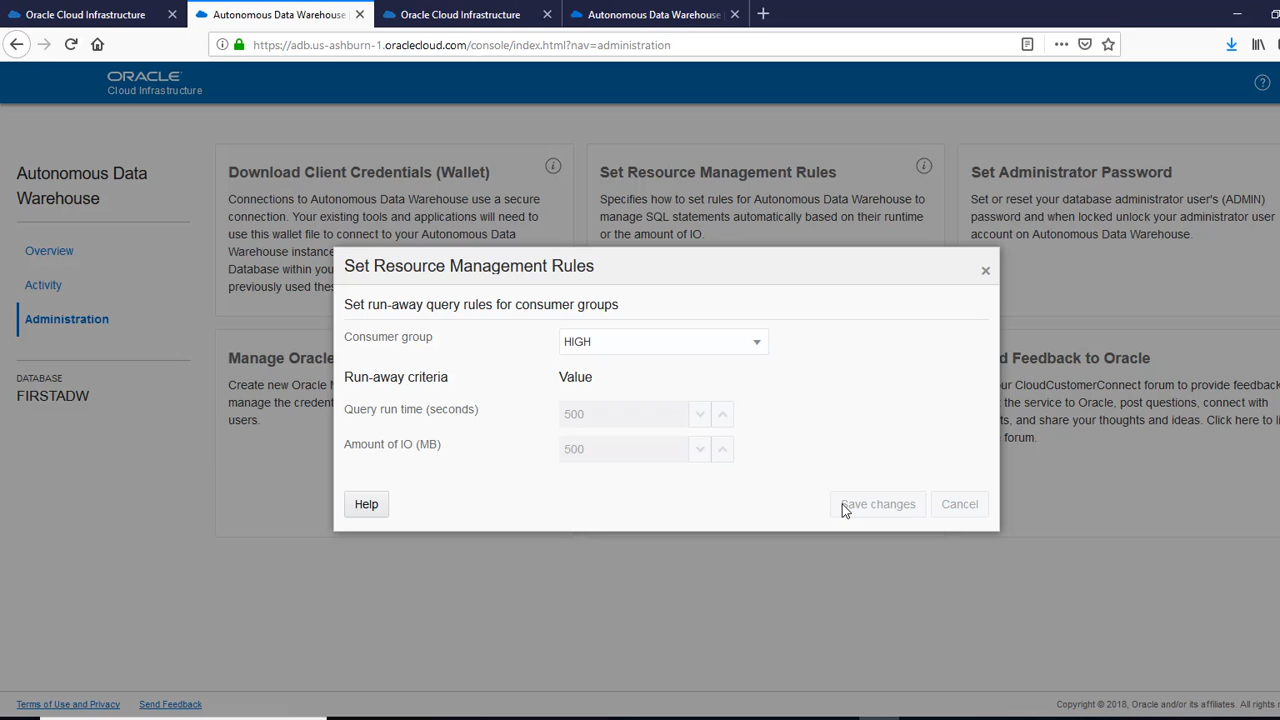 Oracle Cloud Infrastructure
Autonomous Data Warehouse
Oracle Cloud Infrastructure
Autonomous Data Warehouse
https://adb.us-ashburn-1.oraclecloud.com/console/index.html?nav=administration
ORACLE
Cloud Infrastructure
Autonomous Data
Warehouse
Overview
Activity
Administration
DATABASE
FIRSTADW
Download Client Credentials (Wallet)
Connections to Autonomous Data Warehouse use a secure
connection. Your existing tools and applications will need to
use this wallet file to connect to your Autonomous Data
Warehouse instanc
Database within you
previously used thes
Set Resource Management Rules
Specifies how to set rules for Autonomous Data Warehouse to
manage SQL statements automatically based on their runtime
or the amount of IO.
Set Administrator Password
Set or reset your database administrator user's (ADMIN)
password and when locked unlock your administrator user
account on Autonomous Data Warehouse.
Manage Oracle
Create new Oracle M
manage the credent
users.
d Feedback to Oracle
ur CloudCustomerConnect forum to provide feedback
the service to Oracle, post questions, connect with
ts, and share your thoughts and ideas. Click here to l
forum.
Set Resource Management Rules
Set run-away query rules for consumer groups
Consumer group
HIGH
Run-away criteria Value
Query run time (seconds) 500
Amount of IO (MB) 500
Help
Save changes
Cancel
Terms of Use and Privacy
Send Feedback
Copyright © 2018, Oracle and/or its affiliates. All rights